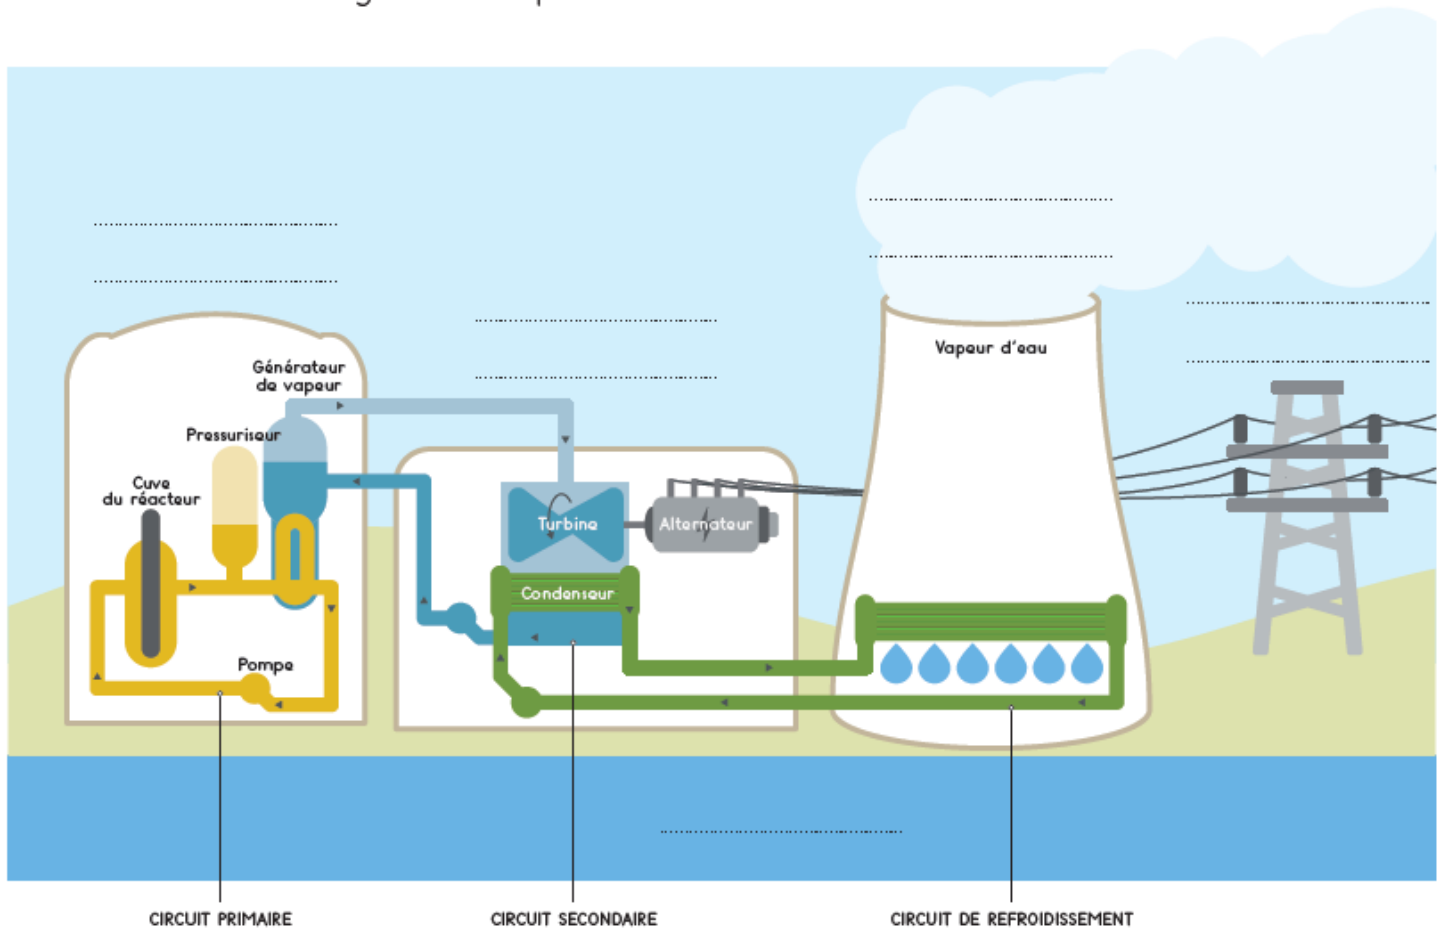 Vapeur d'eau
Générateur
de vapeur
Pressuriseur
Cuve
du réacteur
Turbine
Alternateur
Condenseur
Pompe
CIRCUIT PRIMAIRE
CIRCUIT SECONDAIRE
CIRCUIT DE REFROIDISSEMENT